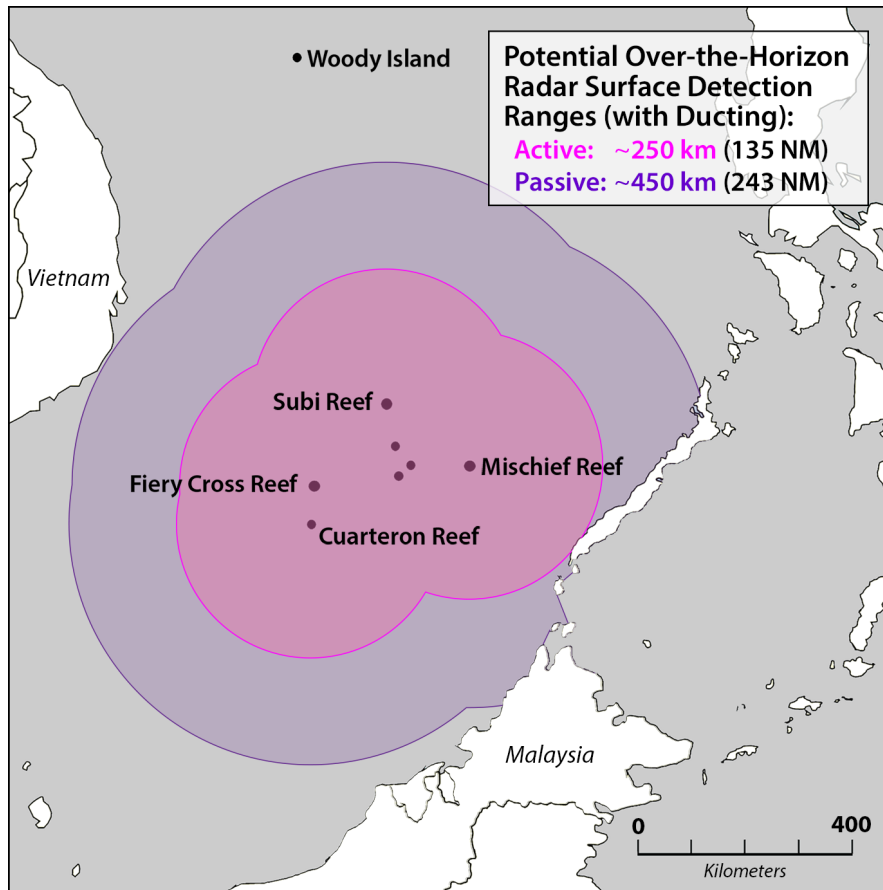 Woody Island
Potential Over-the-Horizon
Radar Surface Detection
Ranges (with Ducting):
Active: ~250 km (135 NM)
Passive: ~450 km (243 NM)
Vietnam
Subi Reef
Mischief Reef
Fiery Cross Reef
Cuarteron Reef
Malaysia
0 400
Kilometers